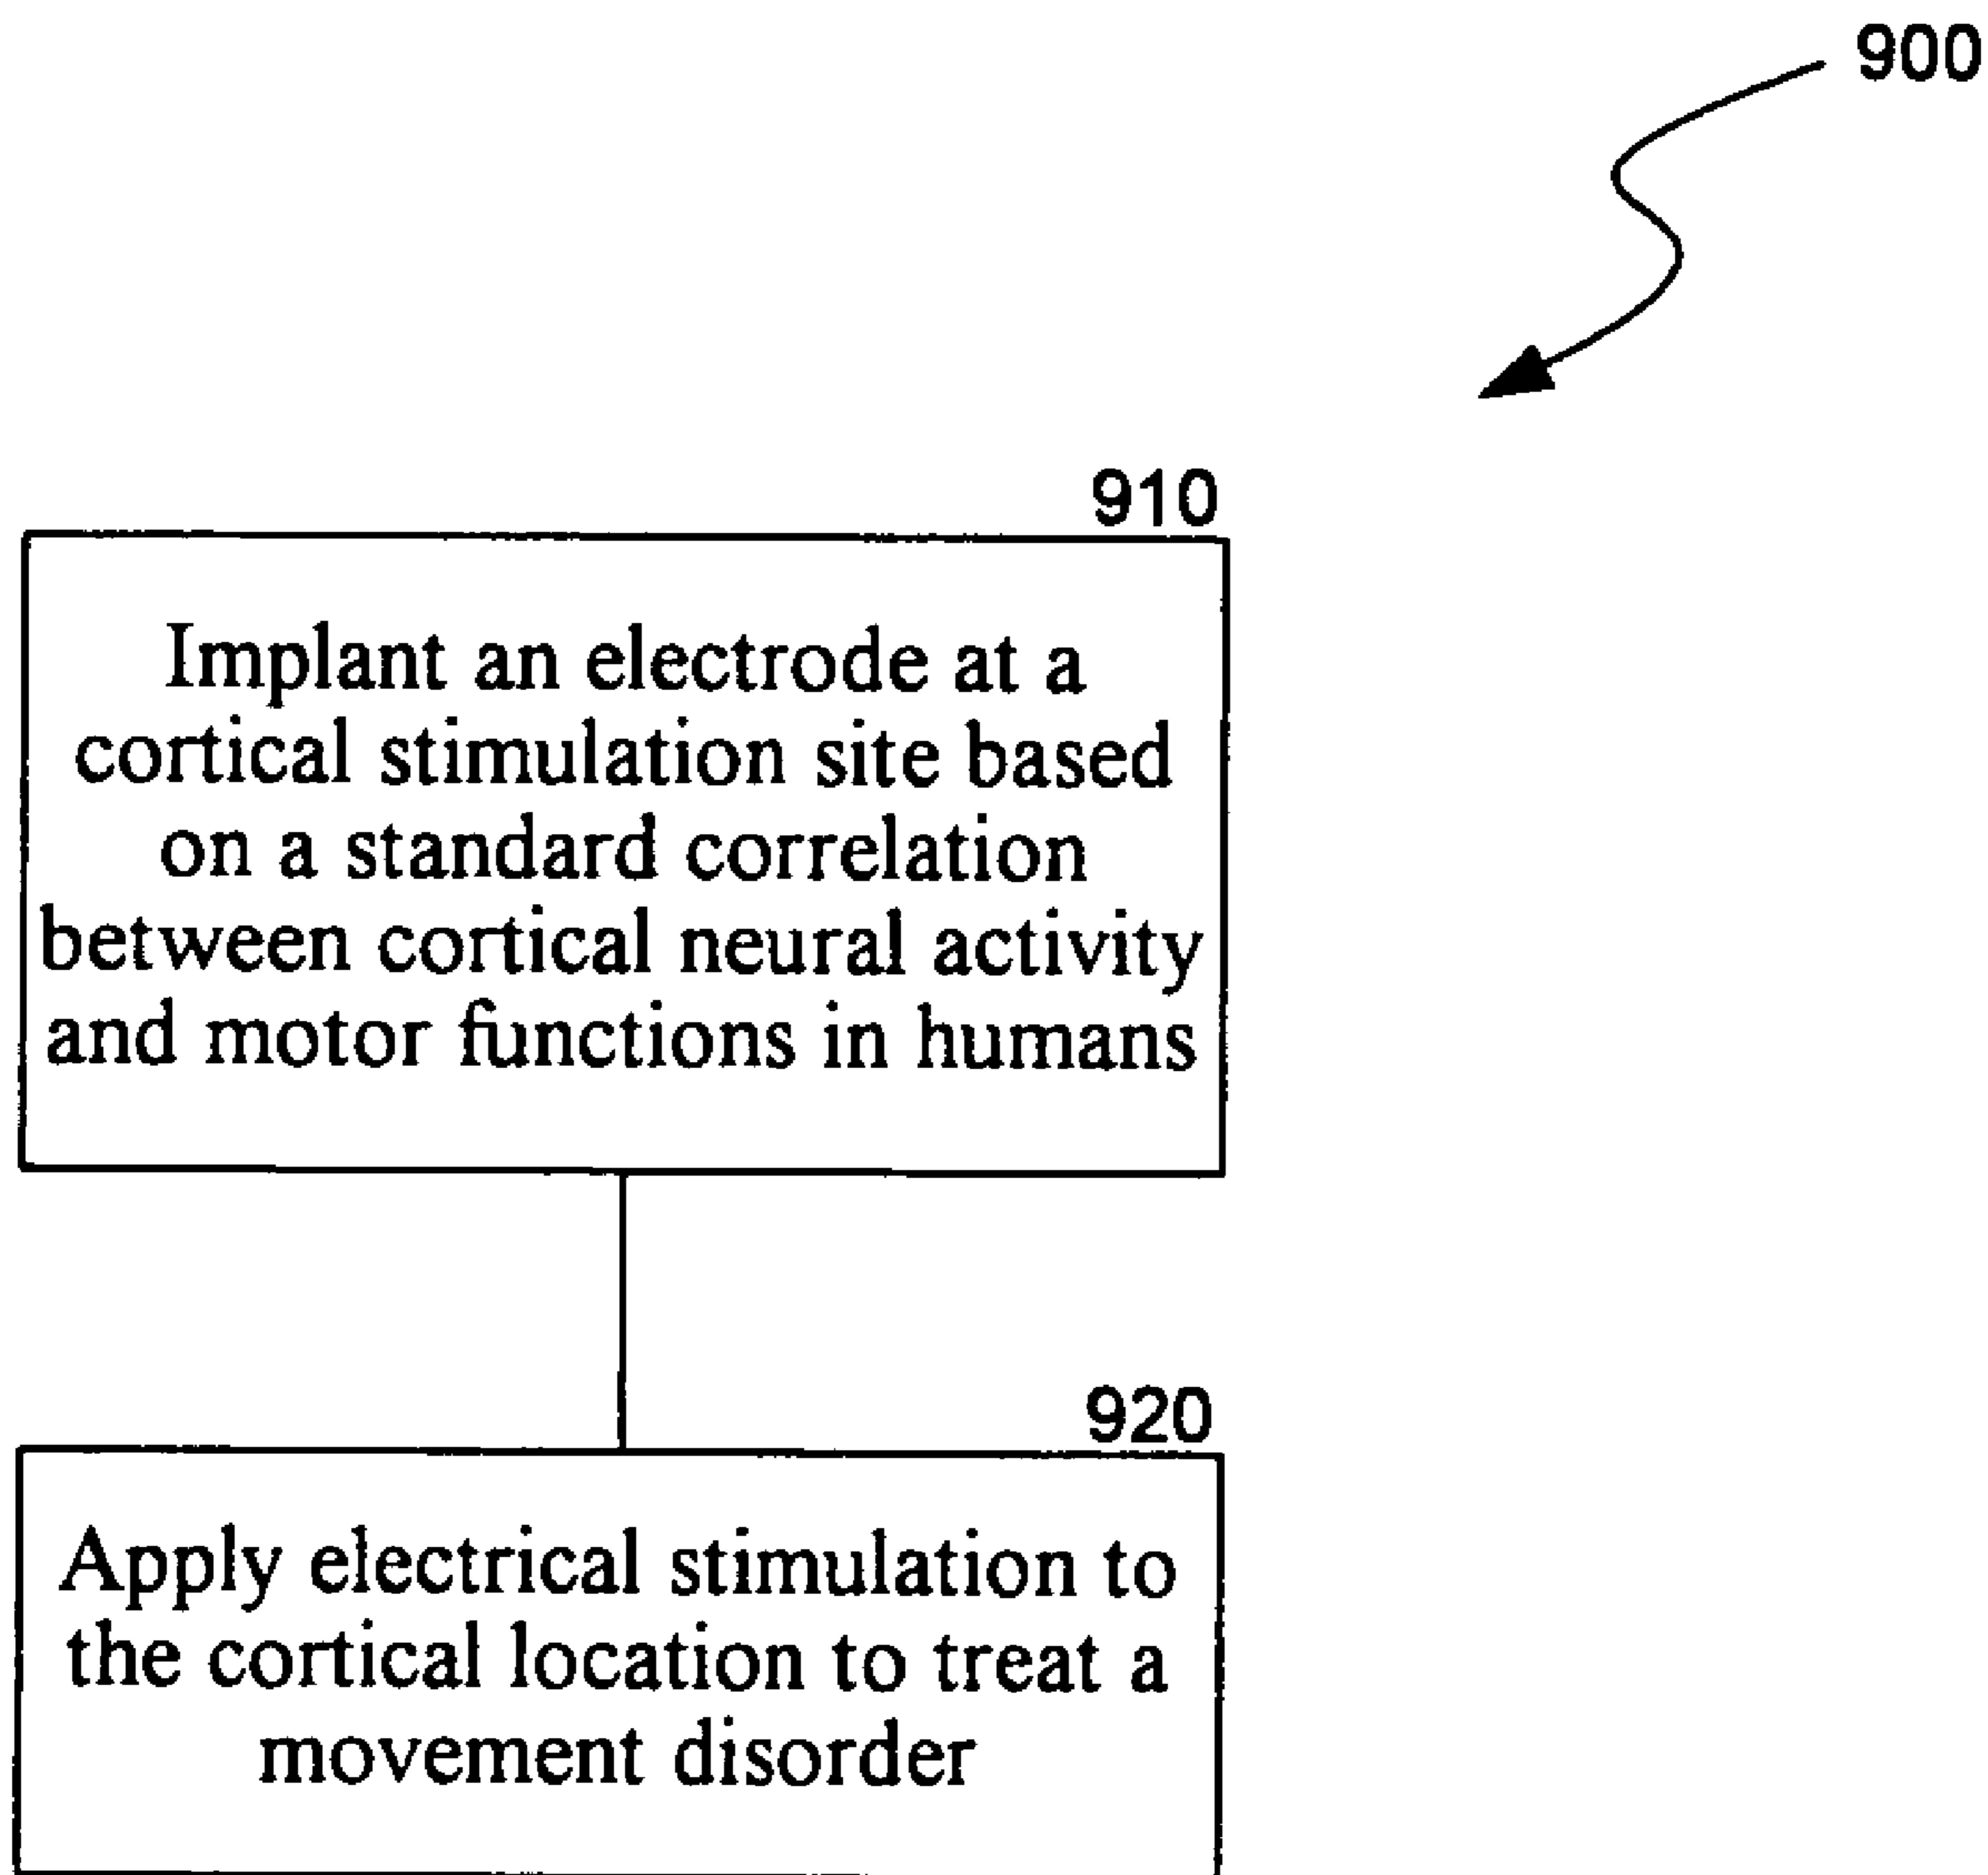 900
910
Implant an electrode at a
cortical stimulation site based
on a standard correlation
between cortical neural activity
and motor functions in humans
920
Apply electrical stimulation to
the cortical location to treat a
movement disorder